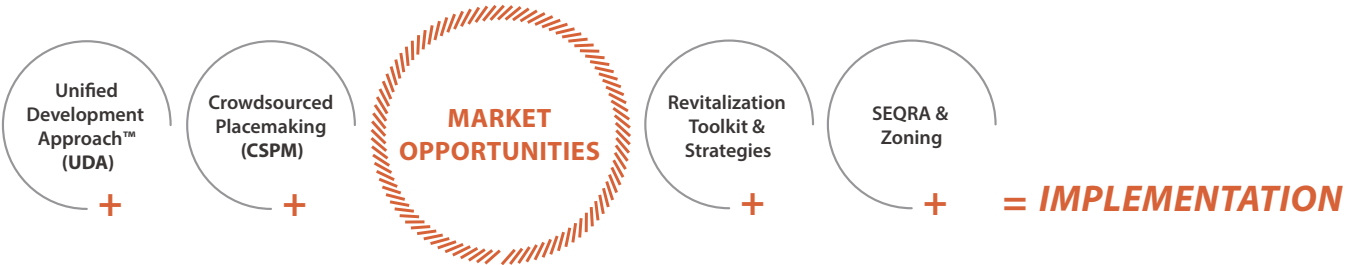 Unified
Development
Approach™
(UDA)
+
Crowdsourced
Placemaking
(CSPM)
+
MARKET
OPPORTUNITIES
Revitalization
Toolkit &
Strategies
+
SEQRA &
Zoning
+
= IMPLEMENTATION